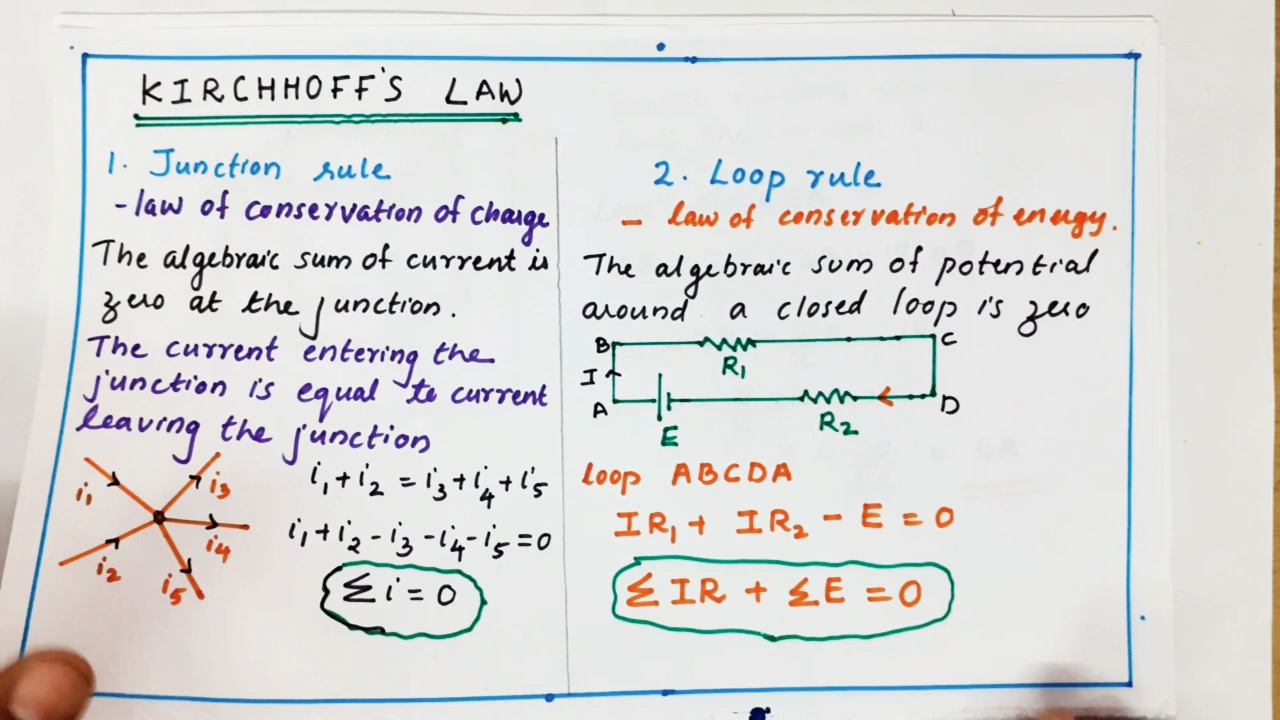 KIRCHHOFF'S LAW
1. Junction rule
- law of conservation of charge
The algebraic sum of current is
zero at the junction.
The current entering the
junction is equal to current
leaving the junction
i₁
i₂
i₃
i₄
i₅
i₁+i₂ = i₃+i₄+i₅
i₁+i₂-i₃-i₄-i₅=0
Σi = 0
2. Loop rule
- law of conservation of energy.
The algebraic sum of potential
around a closed loop is zero
B
R₁
C
I
A
E
R₂
D
loop ABCDA
IR₁ + IR₂ - E = 0
ΣIR + ΣE = 0